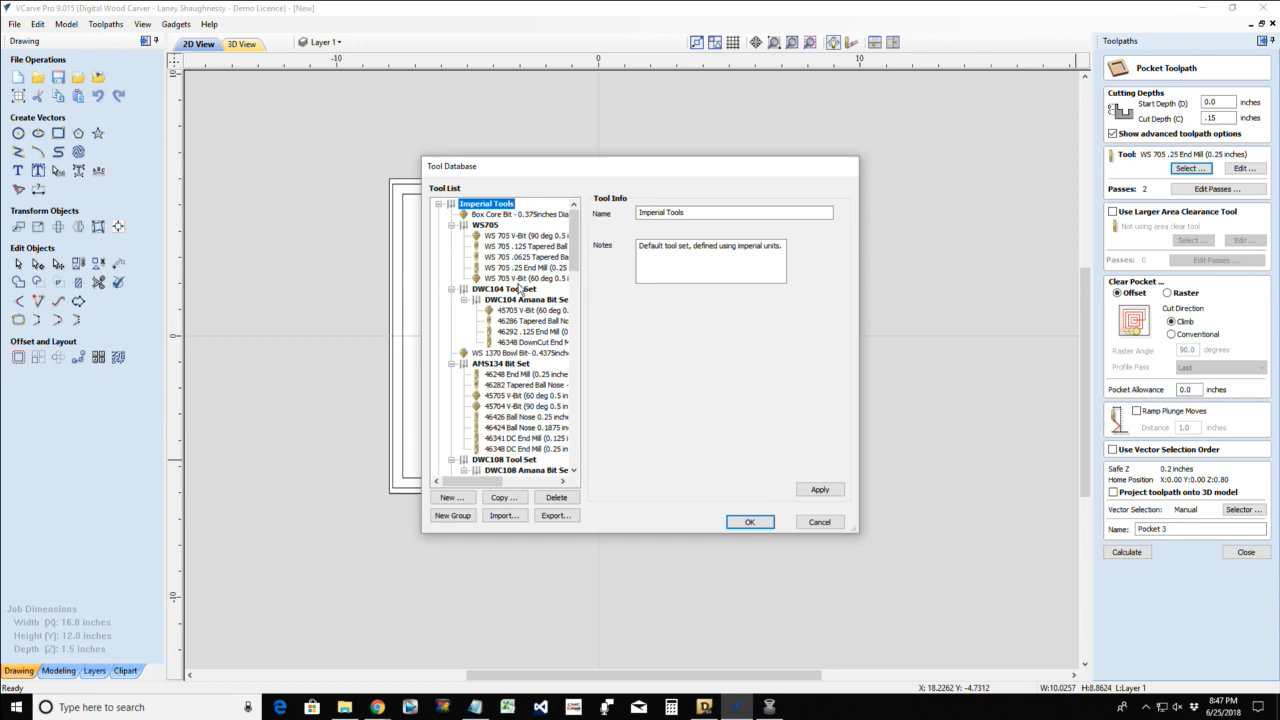 VCarve Pro 9.015 {Digital Wood Carver - Laney Shaughnessy - Demo Licence} - [New]
File Edit Model Toolpaths View Gadgets Help
Drawing
2D View 3D View Layer 1
Toolpaths
File Operations
Create Vectors
Transform Objects
Edit Objects
Offset and Layout
Job Dimensions
Width (X): 16.0 inches
Height (Y): 12.0 inches
Depth (Z): 1.5 inches
Drawing Modeling Layers Clipart
Ready
-10 0 10
10
0
-10
Tool Database
Tool List
Imperial Tools
Box Core Bit - 0.375inches Dia
WS705
WS 705 V-Bit (90 deg 0.5 i
WS 705 .125 Tapered Ball
WS 705 .0625 Tapered Ba
WS 705 .25 End Mill (0.25
WS 705 V-Bit (60 deg 0.5 i
DWC104 Tool Set
DWC104 Amana Bit Se
45705 V-Bit (60 deg 0.
46286 Tapered Ball No
46292 .125 End Mill (0
46348 DownCut End M
WS 1370 Bowl Bit- 0.4375inch
AMS134 Bit Set
46248 End Mill (0.25 inche
46282 Tapered Ball Nose -
45705 V-Bit (60 deg 0.5 in
45704 V-Bit (90 deg 0.5 in
46426 Ball Nose 0.25 inch
46424 Ball Nose 0.1875 in
46341 DC End Mill (0.125 i
46348 DC End Mill (0.25 in
DWC108 Tool Set
DWC108 Amana Bit Se
New ... Copy ... Delete
New Group Import... Export...
Tool Info
Name Imperial Tools
Notes Default tool set, defined using imperial units.
Apply
OK Cancel
Pocket Toolpath
Cutting Depths
Start Depth (D) 0.0 inches
Cut Depth (C) .15 inches
Show advanced toolpath options
Tool: WS 705 .25 End Mill (0.25 inches)
Select ... Edit ...
Passes: 2 Edit Passes ...
Use Larger Area Clearance Tool
Not using area clear tool
Select ... Edit ...
Passes: 0 Edit Passes ...
Clear Pocket ...
Offset Raster
Cut Direction
Climb
Conventional
Raster Angle 90.0 degrees
Profile Pass Last
Pocket Allowance 0.0 inches
Ramp Plunge Moves
Distance 1.0 inches
Use Vector Selection Order
Safe Z 0.2 inches
Home Position X:0.00 Y:0.00 Z:0.80
Project toolpath onto 3D model
Vector Selection: Manual Selector ...
Name: Pocket 3
Calculate Close
X: 18.2262 Y: -4.7312 W:10.0257 H:8.8624 L:Layer 1
Type here to search
8:47 PM
6/25/2018